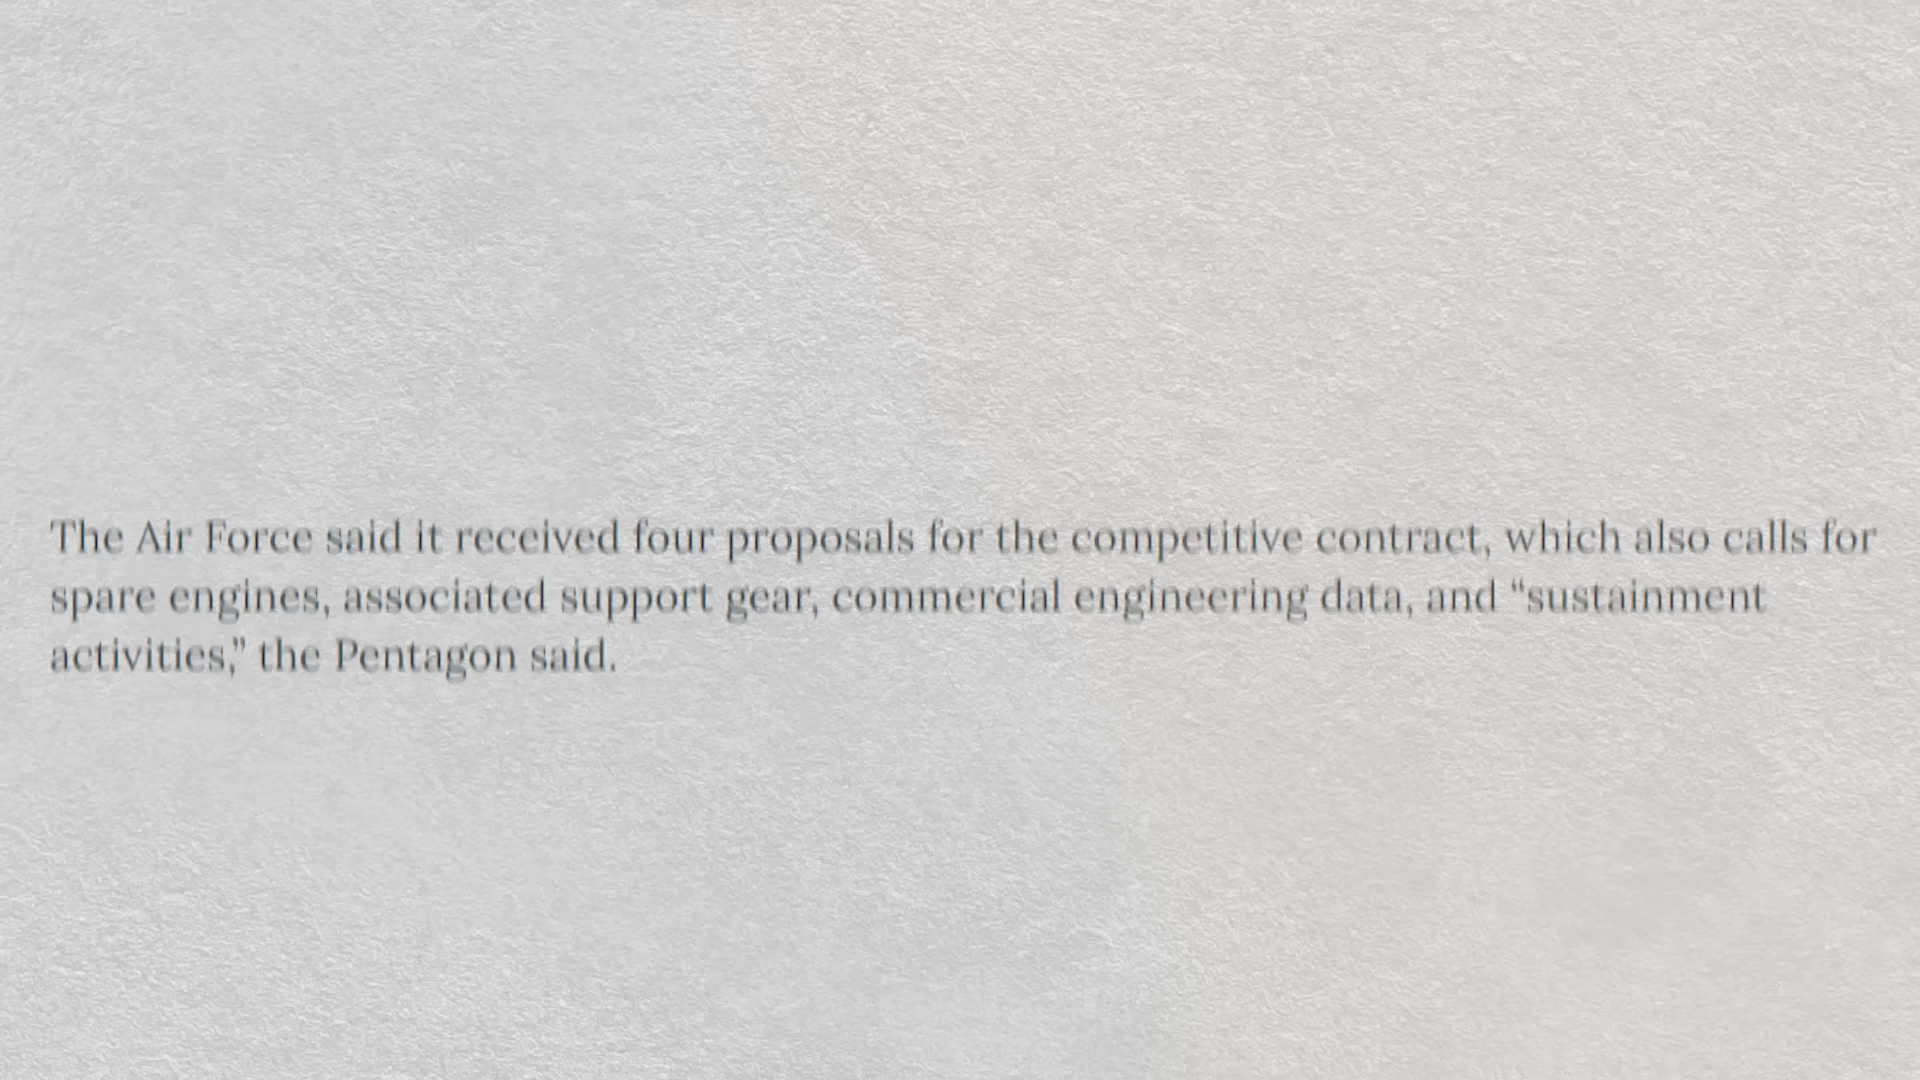 The Air Force said it received four proposals for the competitive contract, which also calls for
spare engines, associated support gear, commercial engineering data, and “sustainment
activities,” the Pentagon said.